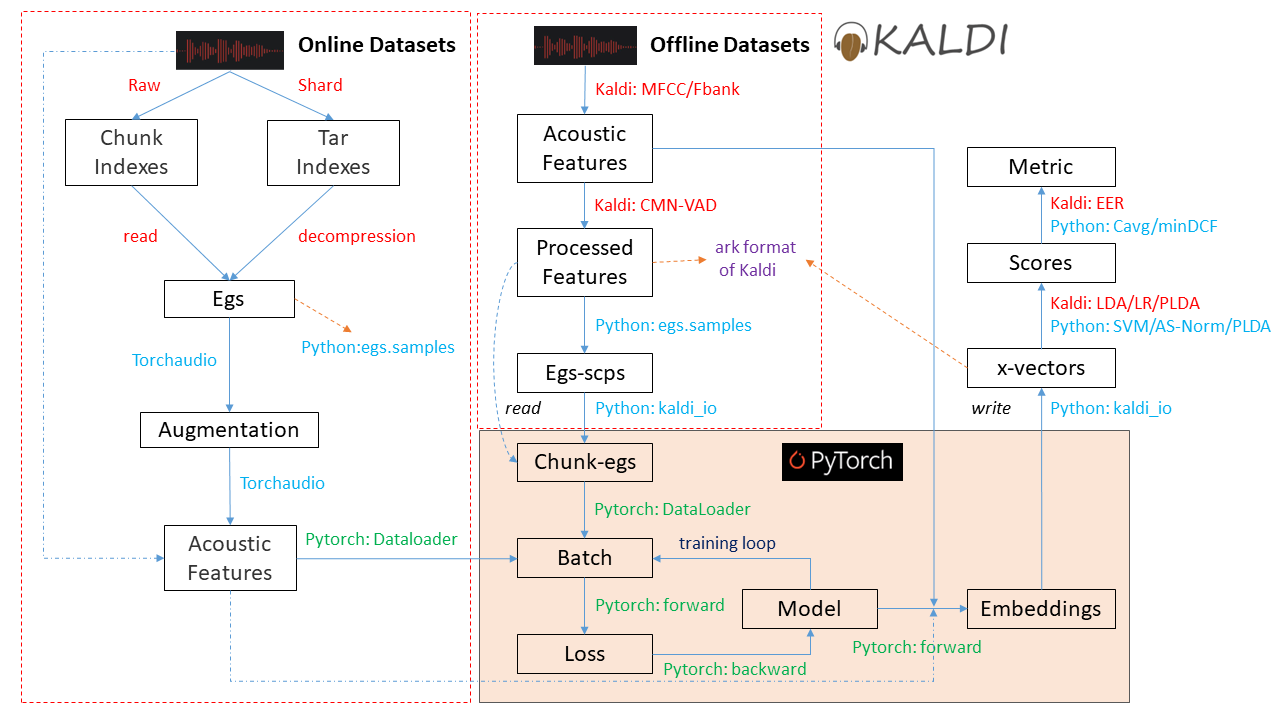 Online Datasets
Raw
Shard
Chunk
Indexes
Tar
Indexes
read
decompression
Egs
Python:egs.samples
Torchaudio
Augmentation
Torchaudio
Acoustic
Features
Pytorch: Dataloader
Offline Datasets
Kaldi: MFCC/Fbank
Acoustic
Features
Kaldi: CMN-VAD
Processed
Features
ark format
of Kaldi
Python: egs.samples
Egs-scps
read
Python: kaldi_io
KALDI
Metric
Kaldi: EER
Python: Cavg/minDCF
Scores
Kaldi: LDA/LR/PLDA
Python: SVM/AS-Norm/PLDA
x-vectors
write
Python: kaldi_io
Chunk-egs
PyTorch
Pytorch: DataLoader
Batch
training loop
Pytorch: forward
Model
Embeddings
Loss
Pytorch: backward
Pytorch: forward